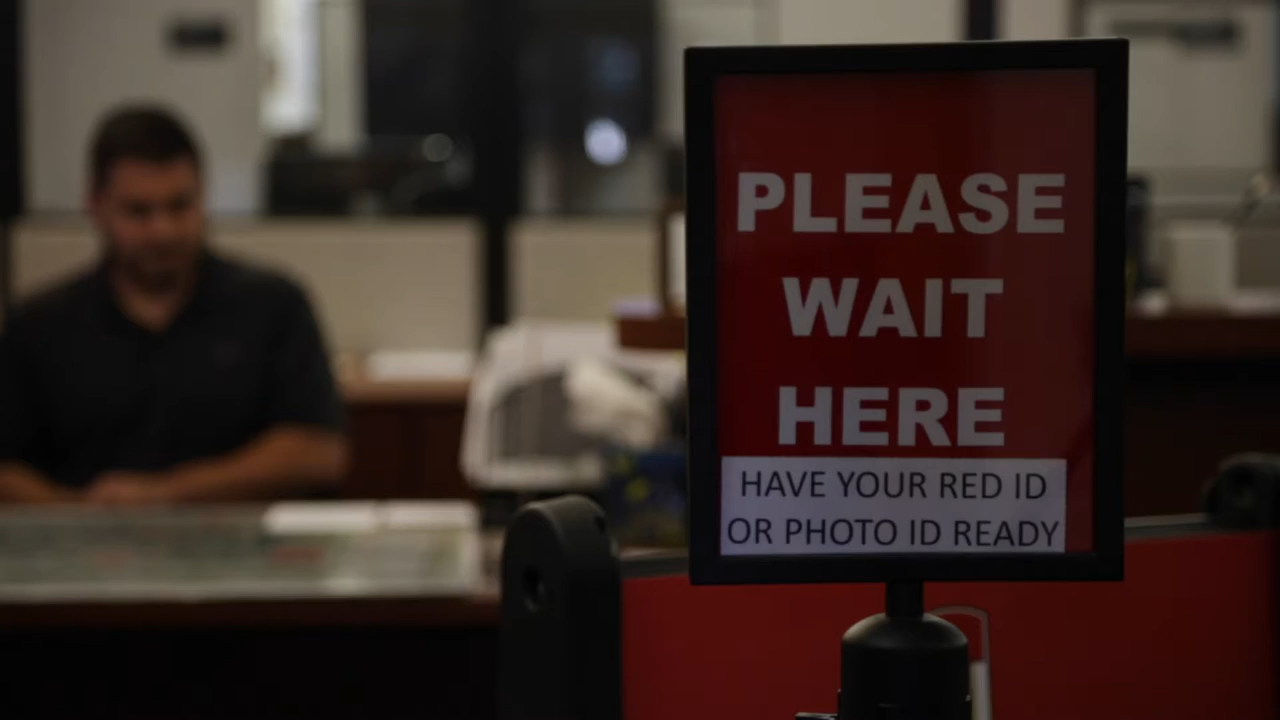 PLEASE
WAIT
HERE
HAVE YOUR RED ID
OR PHOTO ID READY